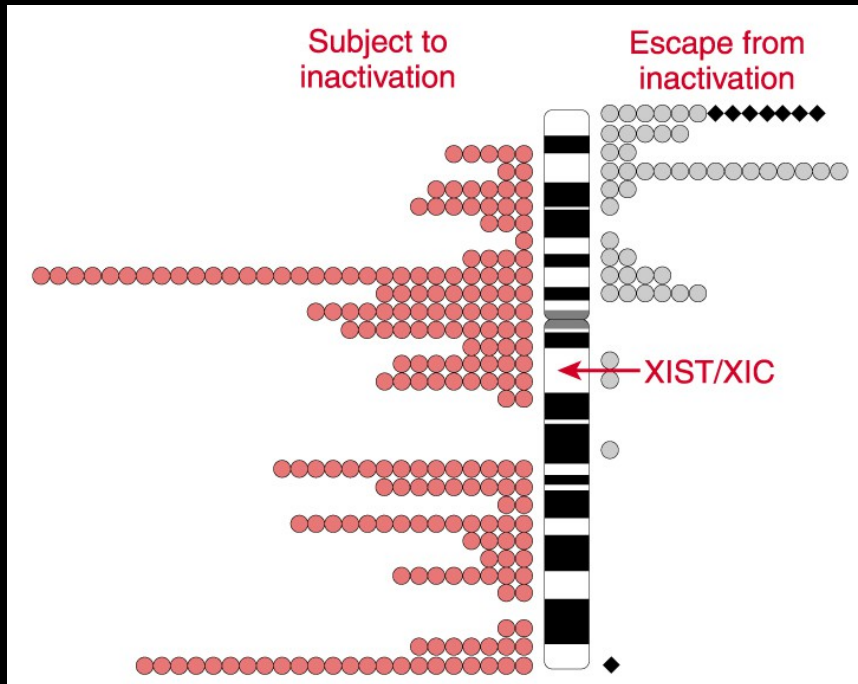 Subject to
inactivation
Escape from
inactivation
XIST/XIC